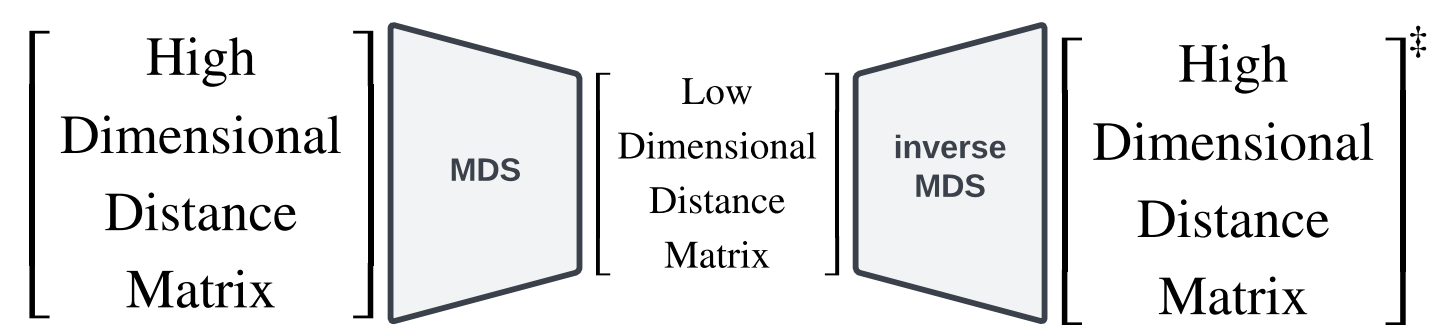 High
Dimensional
Distance
Matrix
MDS
Low
Dimensional
Distance
Matrix
inverse
MDS
High
Dimensional
Distance
Matrix
‡